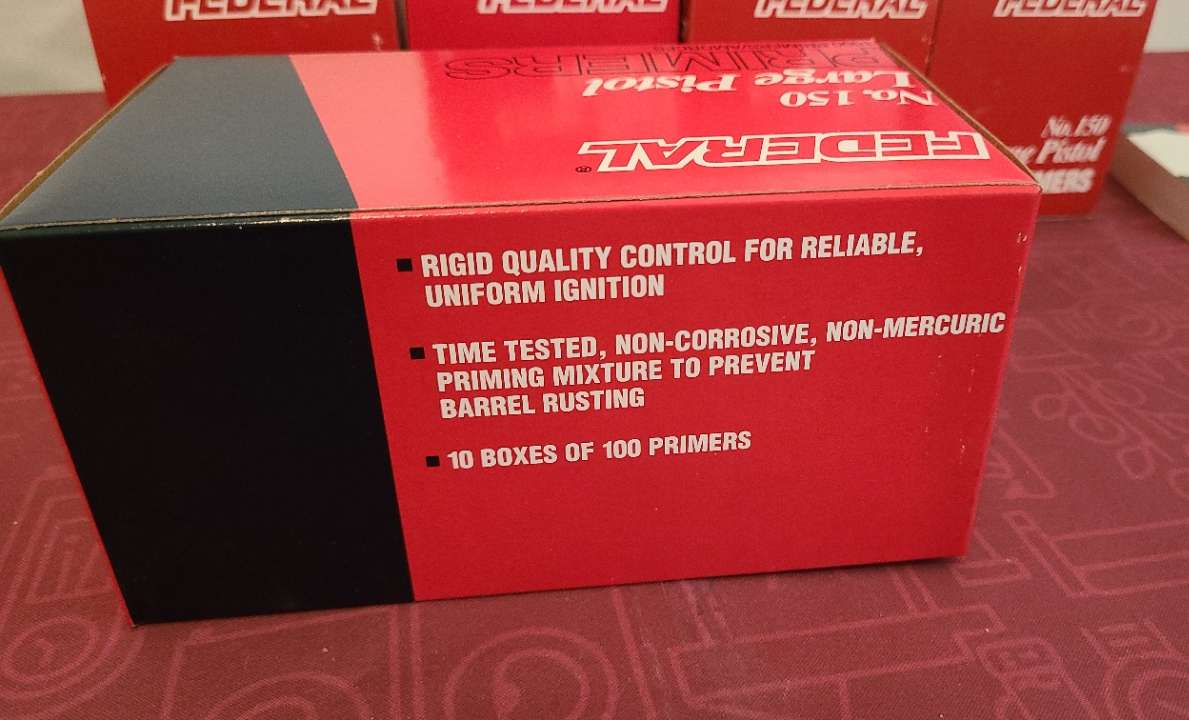 FEDERAL
FEDERAL
FEDERAL
FEDERAL
No. 150
Pistol
PRIMERS
Large Pistol
No. 150
FEDERAL®
▪ RIGID QUALITY CONTROL FOR RELIABLE,
UNIFORM IGNITION
▪ TIME TESTED, NON-CORROSIVE, NON-MERCURIC
PRIMING MIXTURE TO PREVENT
BARREL RUSTING
▪ 10 BOXES OF 100 PRIMERS